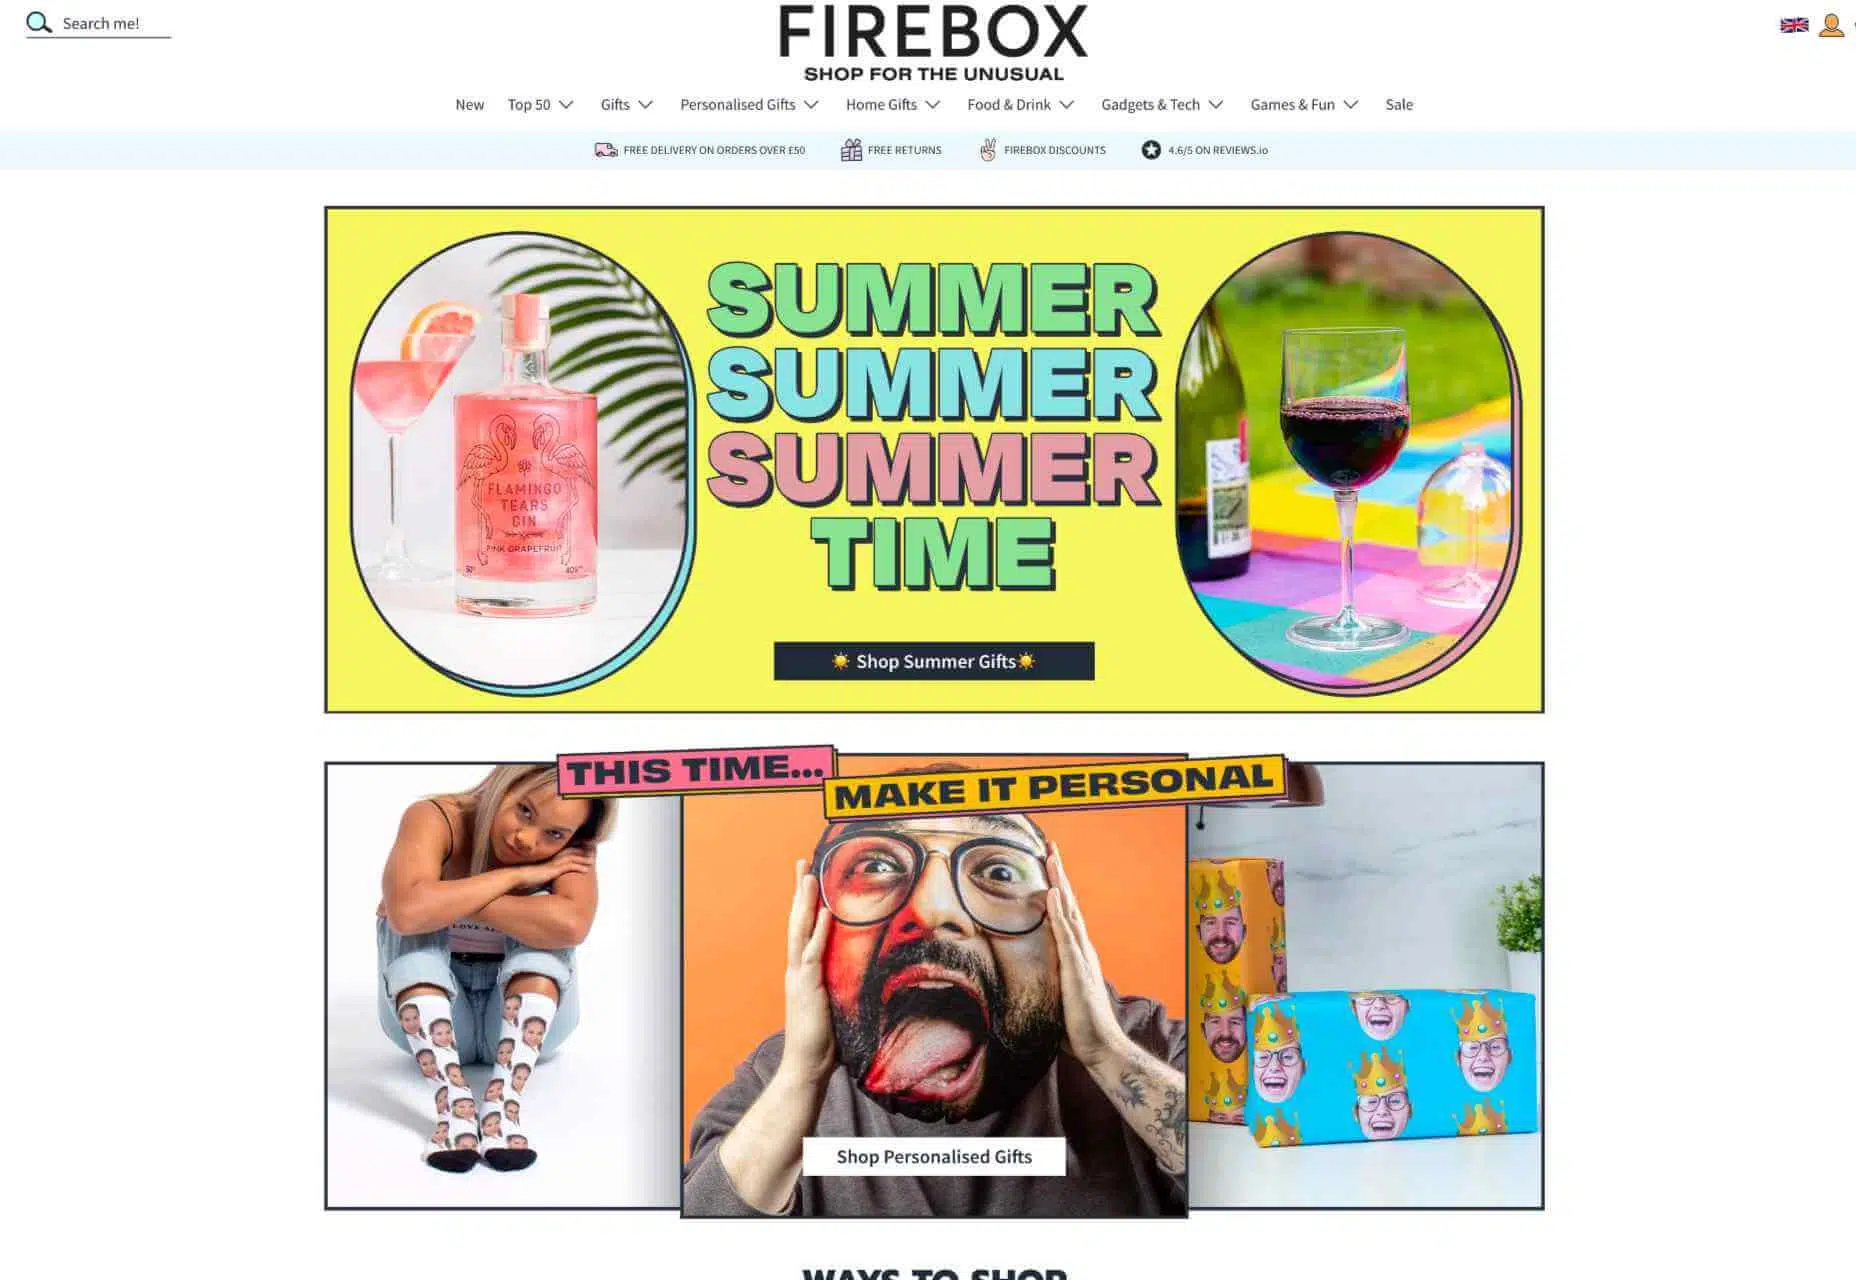 Search me!
FIREBOX
SHOP FOR THE UNUSUAL
New Top 50 Gifts Personalised Gifts Home Gifts Food & Drink Gadgets & Tech Games & Fun Sale
FREE DELIVERY ON ORDERS OVER £50 FREE RETURNS FIREBOX DISCOUNTS 4.6/5 ON REVIEWS.io
SUMMER
SUMMER
SUMMER
TIME
FLAMINGO
TEARS
GIN
PINK GRAPEFRUIT
Shop Summer Gifts
THIS TIME...
MAKE IT PERSONAL
Shop Personalised Gifts
WAYS TO SHOP